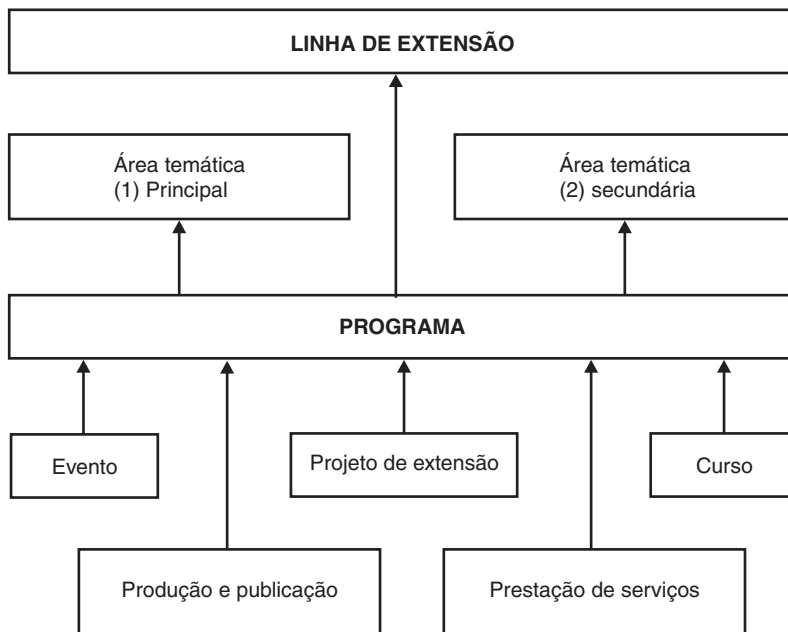 LINHA DE EXTENSÃO
Área temática
(1) Principal
Área temática
(2) secundária
PROGRAMA
Evento
Projeto de extensão
Curso
Produção e publicação
Prestação de serviços